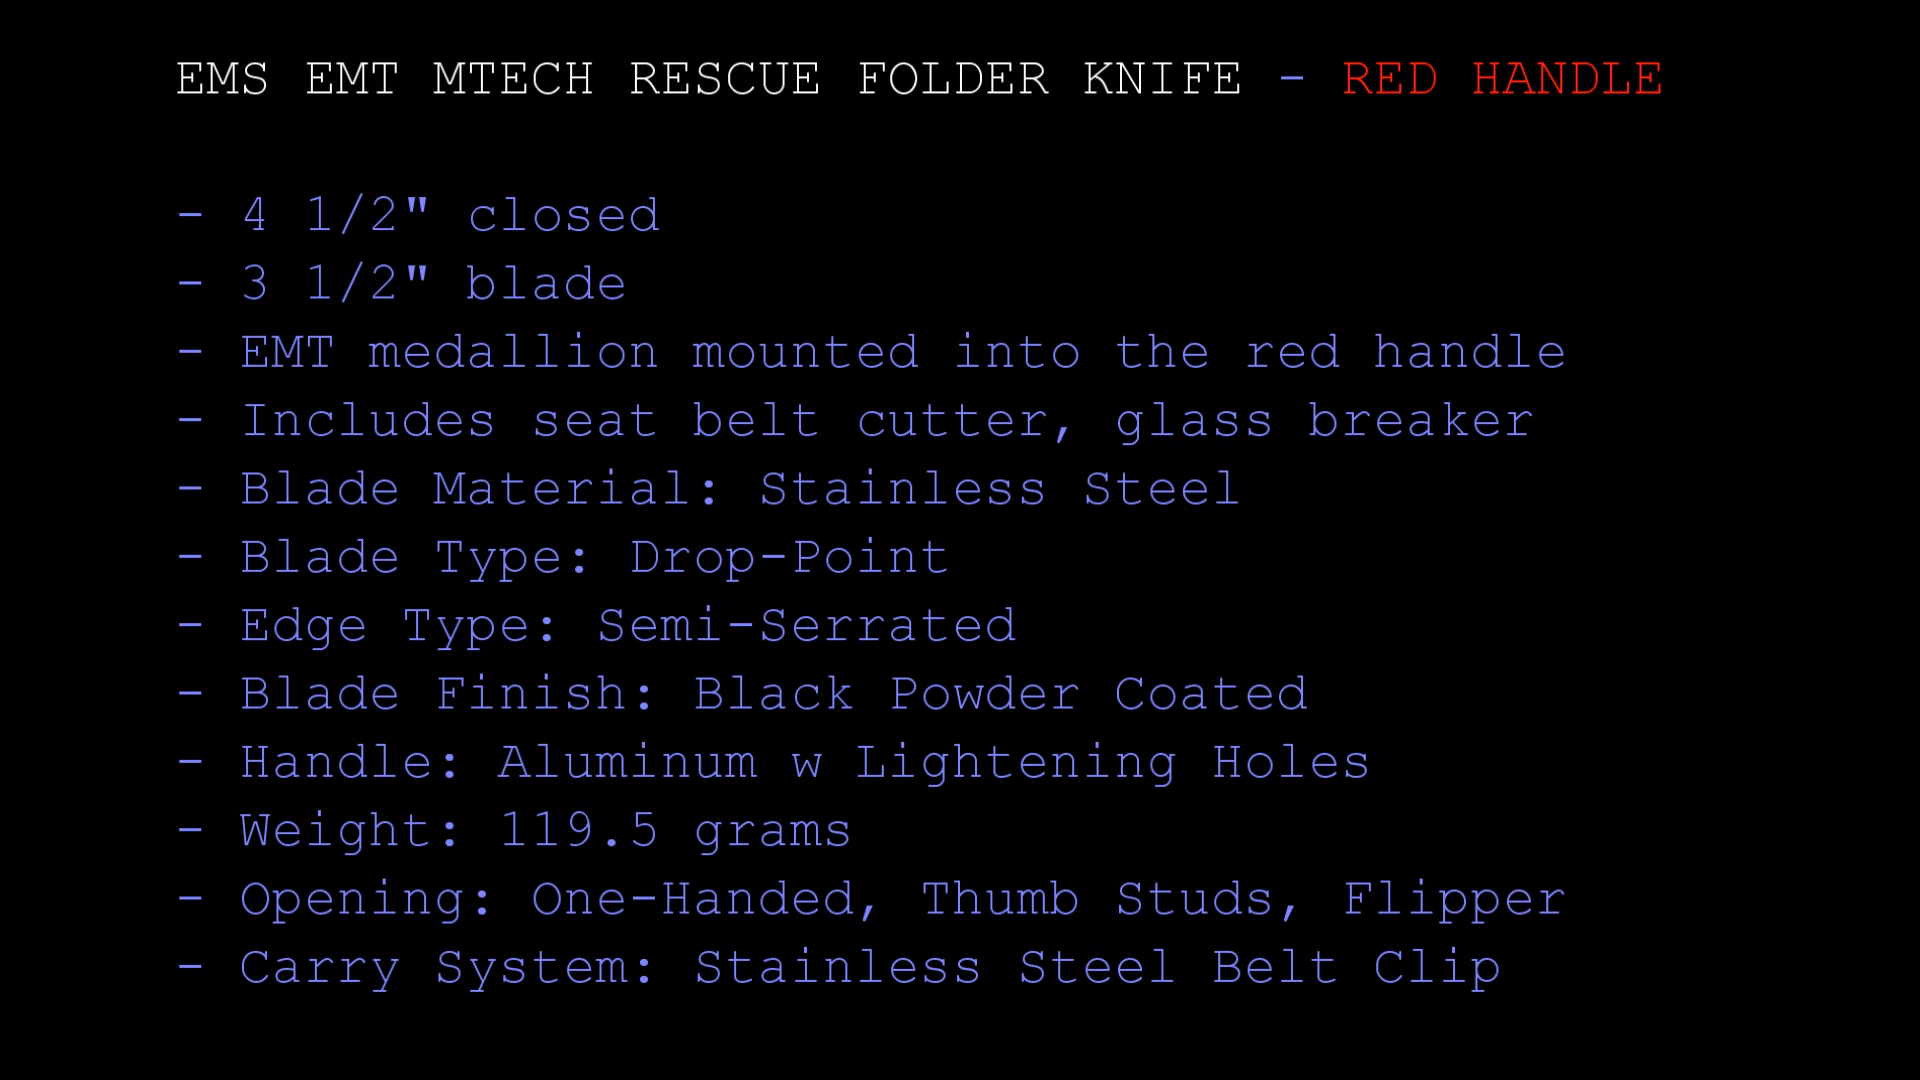 EMS EMT MTECH RESCUE FOLDER KNIFE - RED HANDLE
- 4 1/2" closed
- 3 1/2" blade
- EMT medallion mounted into the red handle
- Includes seat belt cutter, glass breaker
- Blade Material: Stainless Steel
- Blade Type: Drop-Point
- Edge Type: Semi-Serrated
- Blade Finish: Black Powder Coated
- Handle: Aluminum w Lightening Holes
- Weight: 119.5 grams
- Opening: One-Handed, Thumb Studs, Flipper
- Carry System: Stainless Steel Belt Clip